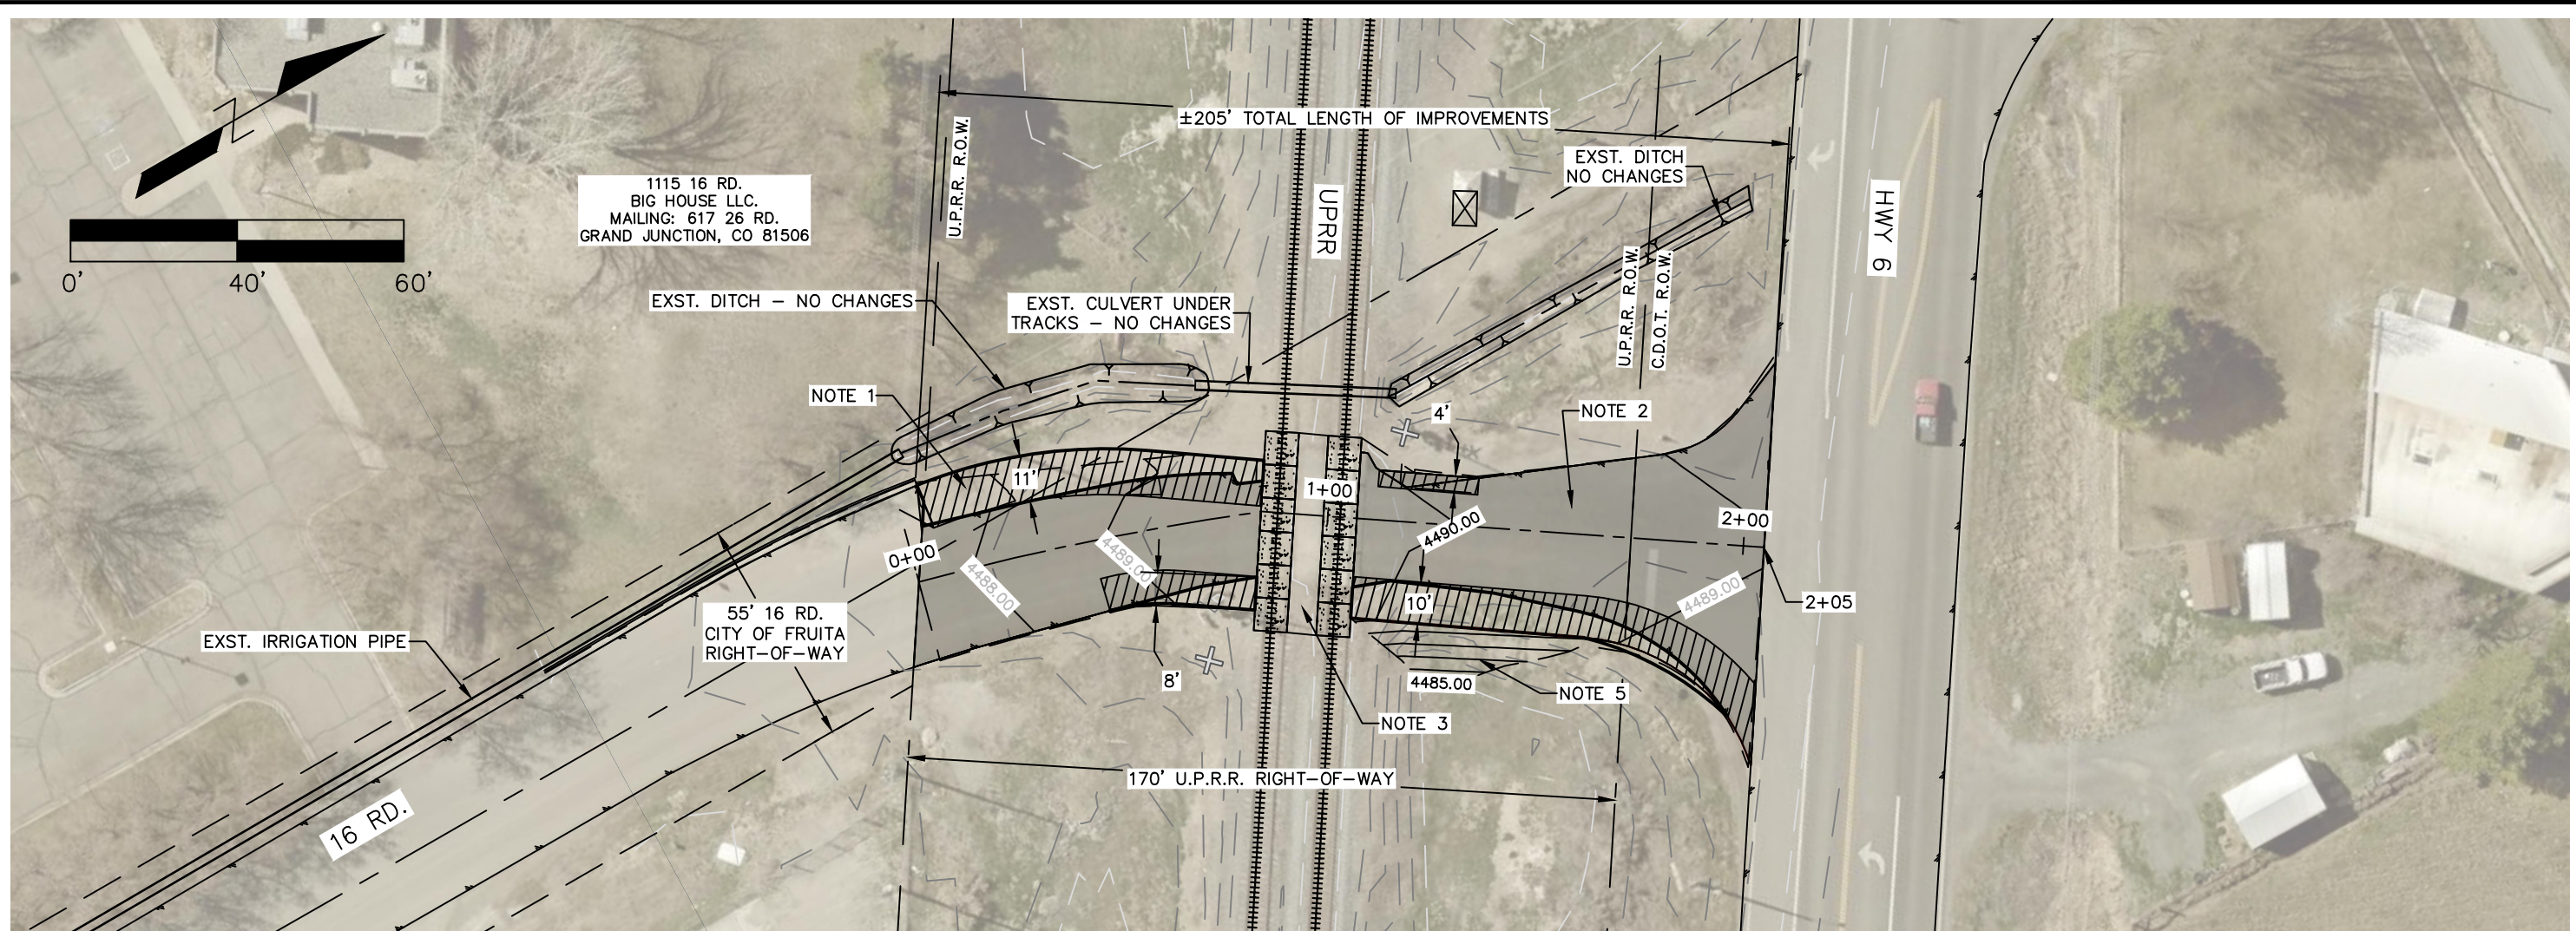 ±205' TOTAL LENGTH OF IMPROVEMENTS
U.P.R.R. R.O.W.
N
EXST. DITCH
NO CHANGES
1115 16 RD.
BIG HOUSE LLC.
MAILING: 617 26 RD.
GRAND JUNCTION, CO 81506
UPRR
HWY 6
0'
40'
60'
EXST. DITCH – NO CHANGES
EXST. CULVERT UNDER
TRACKS – NO CHANGES
U.P.R.R. R.O.W.
C.D.O.T. R.O.W.
NOTE 1
4'
NOTE 2
11'
1+00
2+00
4490.00
0+00
4489.00
4488.00
4489.00
2+05
10'
55' 16 RD.
CITY OF FRUITA
RIGHT–OF–WAY
EXST. IRRIGATION PIPE
8'
4485.00
NOTE 5
NOTE 3
170' U.P.R.R. RIGHT–OF–WAY
16 RD.